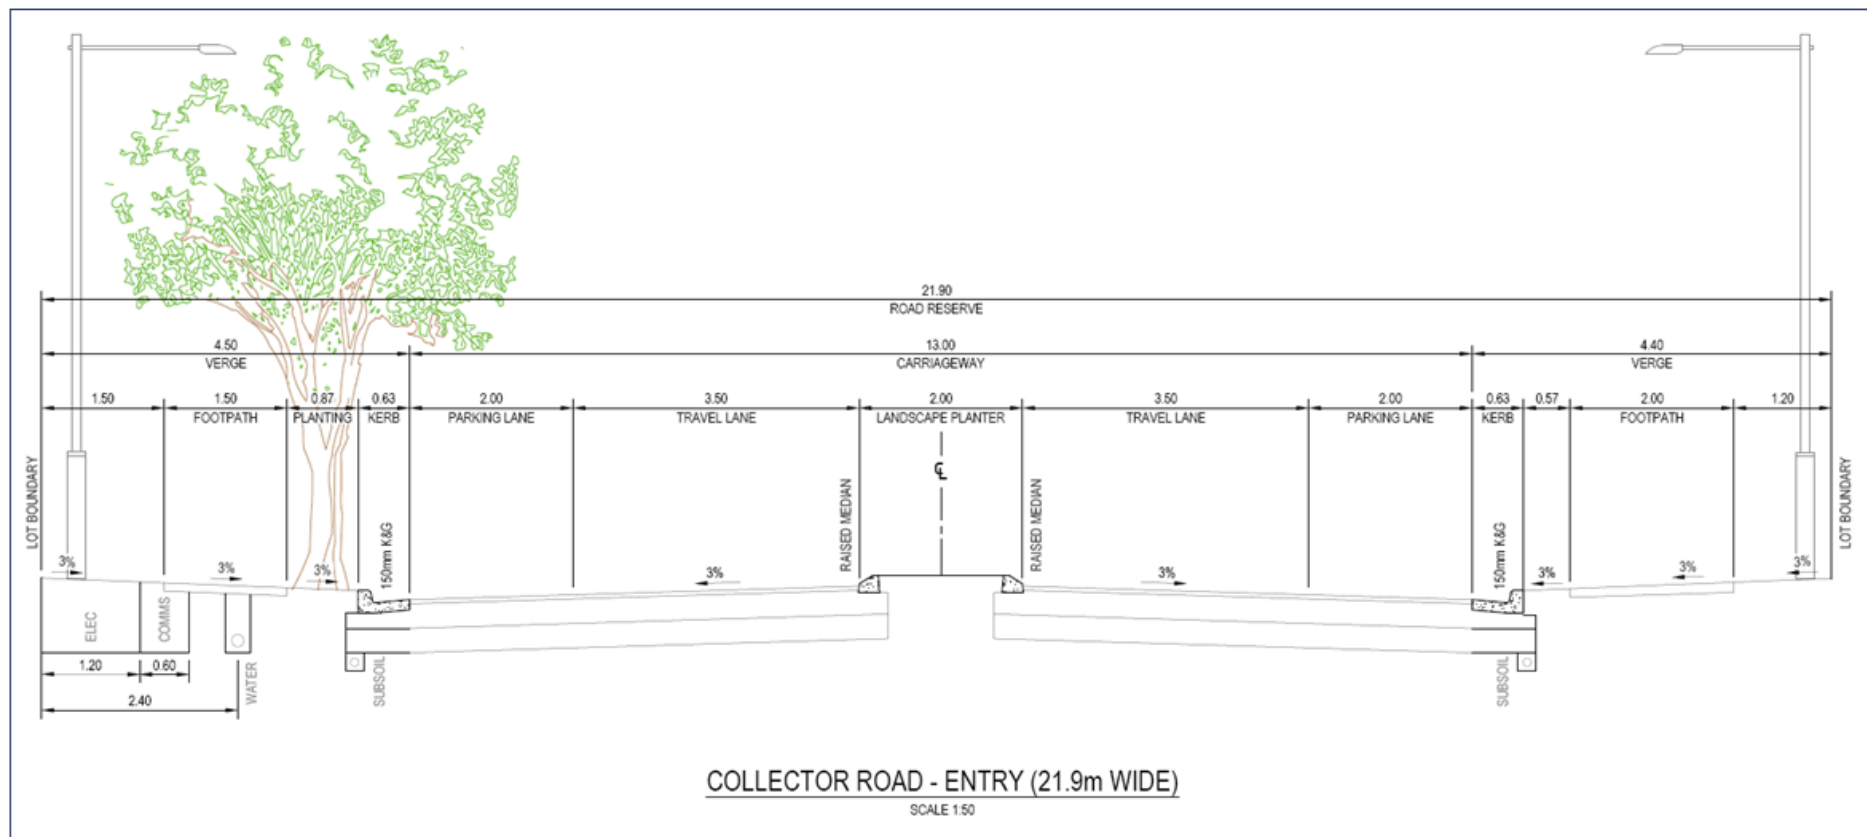 21.90
ROAD RESERVE
4.50
VERGE
13.00
CARRIAGEWAY
4.40
VERGE
1.50
1.50
FOOTPATH
0.87
PLANTING
0.63
KERB
2.00
PARKING LANE
3.50
TRAVEL LANE
2.00
LANDSCAPE PLANTER
3.50
TRAVEL LANE
2.00
PARKING LANE
0.63
KERB
0.57
2.00
FOOTPATH
1.20
LOT BOUNDARY
150mm K&G
RAISED MEDIAN
℄
RAISED MEDIAN
150mm K&G
LOT BOUNDARY
3%
3%
3%
3%
3%
3%
3%
3%
ELEC
COMMS
WATER
SUBSOIL
SUBSOIL
1.20
0.60
2.40
COLLECTOR ROAD - ENTRY (21.9m WIDE)
SCALE 1:50